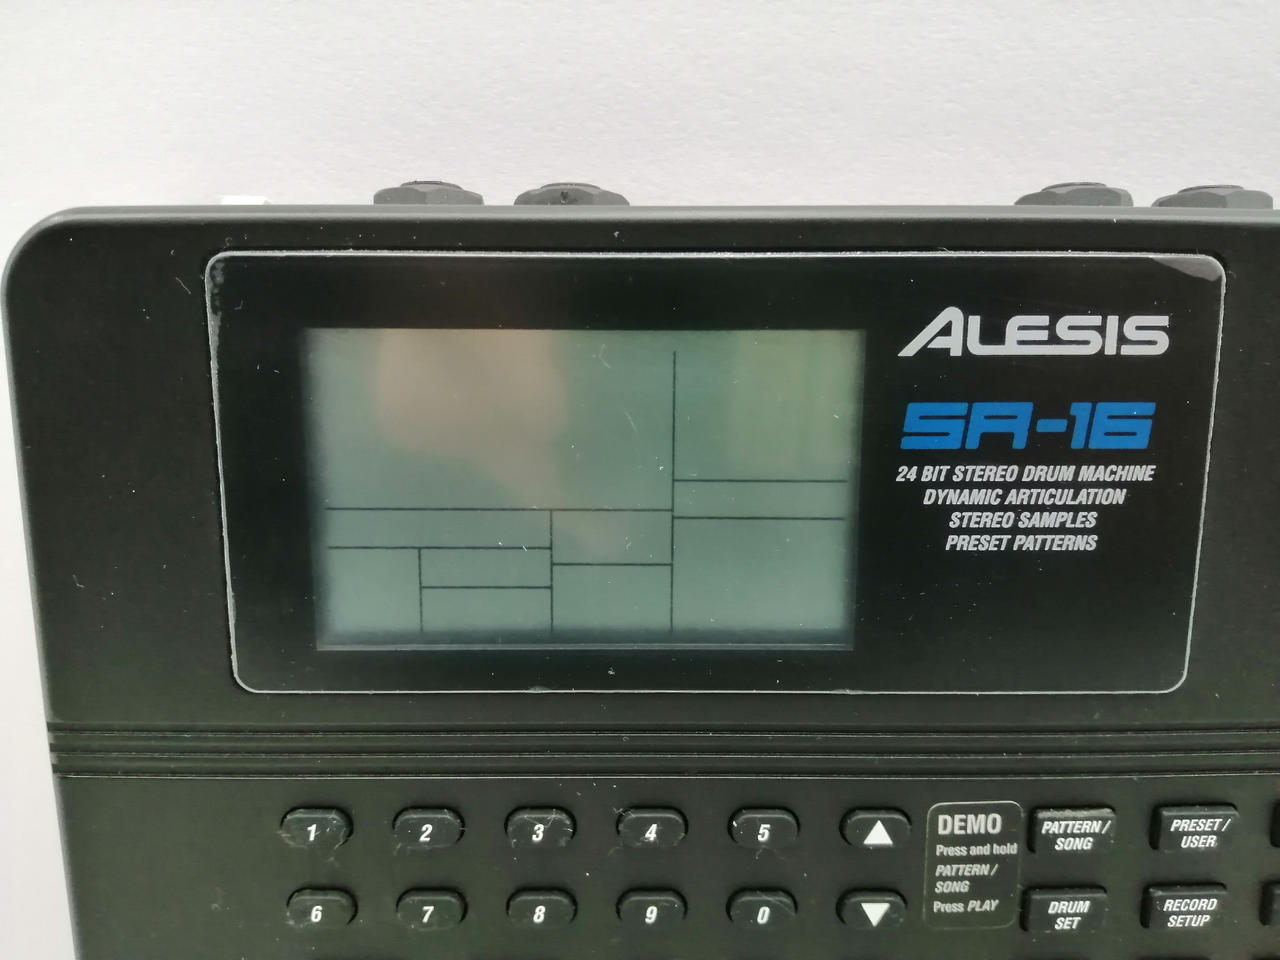 ALESIS
SR-16
24 BIT STEREO DRUM MACHINE
DYNAMIC ARTICULATION
STEREO SAMPLES
PRESET PATTERNS
1 2 3 4 5 ▲
DEMO
Press and hold
PATTERN/
SONG
Press PLAY
PATTERN/
SONG
PRESET/
USER
6 7 8 9 0 ▼
DRUM
SET
RECORD
SETUP